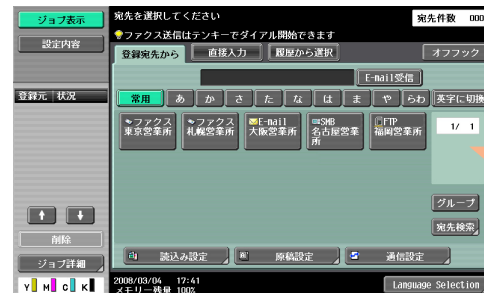 ジョブ表示
宛先を選択してください
宛先件数 000
ファクス送信はテンキーでダイアル開始できます
設定内容
登録宛先から
直接入力
履歴から選択
オフフック
E-mail受信
登録元 状況
常用 あ か さ た な は ま や らわ 英字に切換
ファクス
東京営業所
ファクス
札幌営業所
E-mail
大阪営業所
SMB
名古屋営業所
FTP
福岡営業所
1/ 1
グループ
宛先検索
削除
ジョブ詳細
読込み設定
原稿設定
通信設定
Y M C K
2008/03/04 17:41
メモリー残量 100%
Language Selection